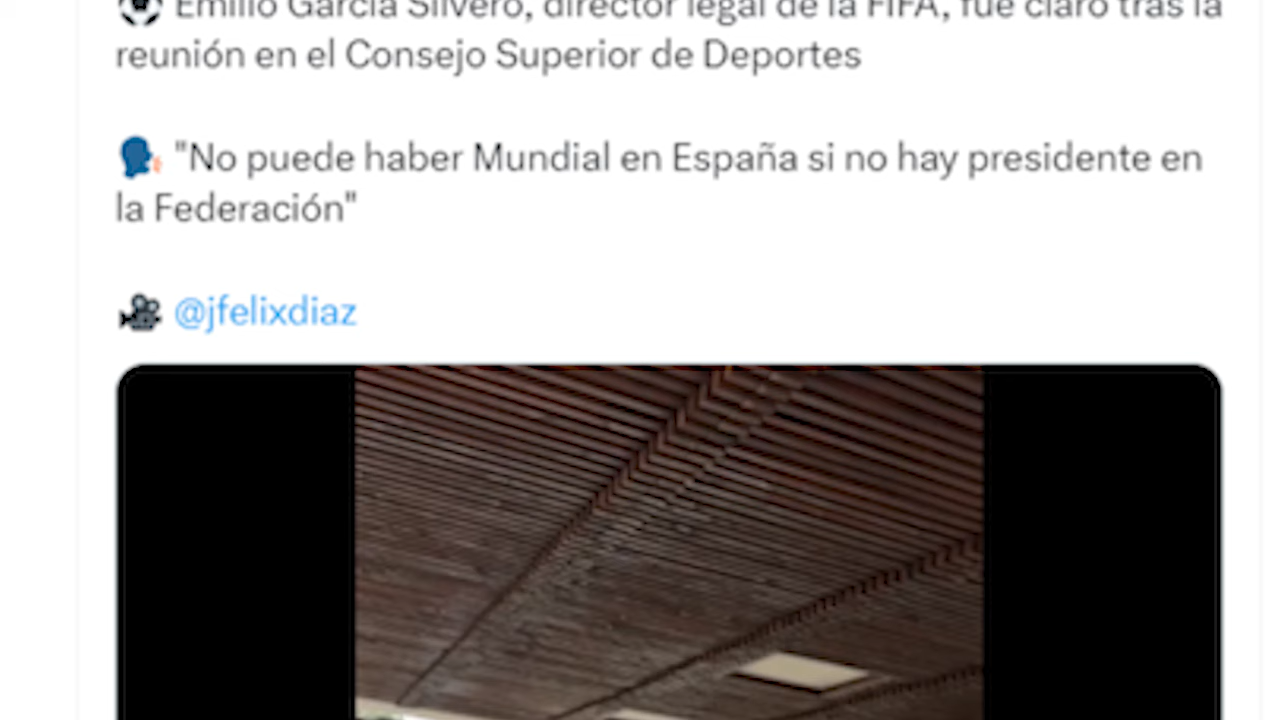 Emilio García Silvero, director legal de la FIFA, fue claro tras la
reunión en el Consejo Superior de Deportes
"No puede haber Mundial en España si no hay presidente en
la Federación"
@jfelixdiaz